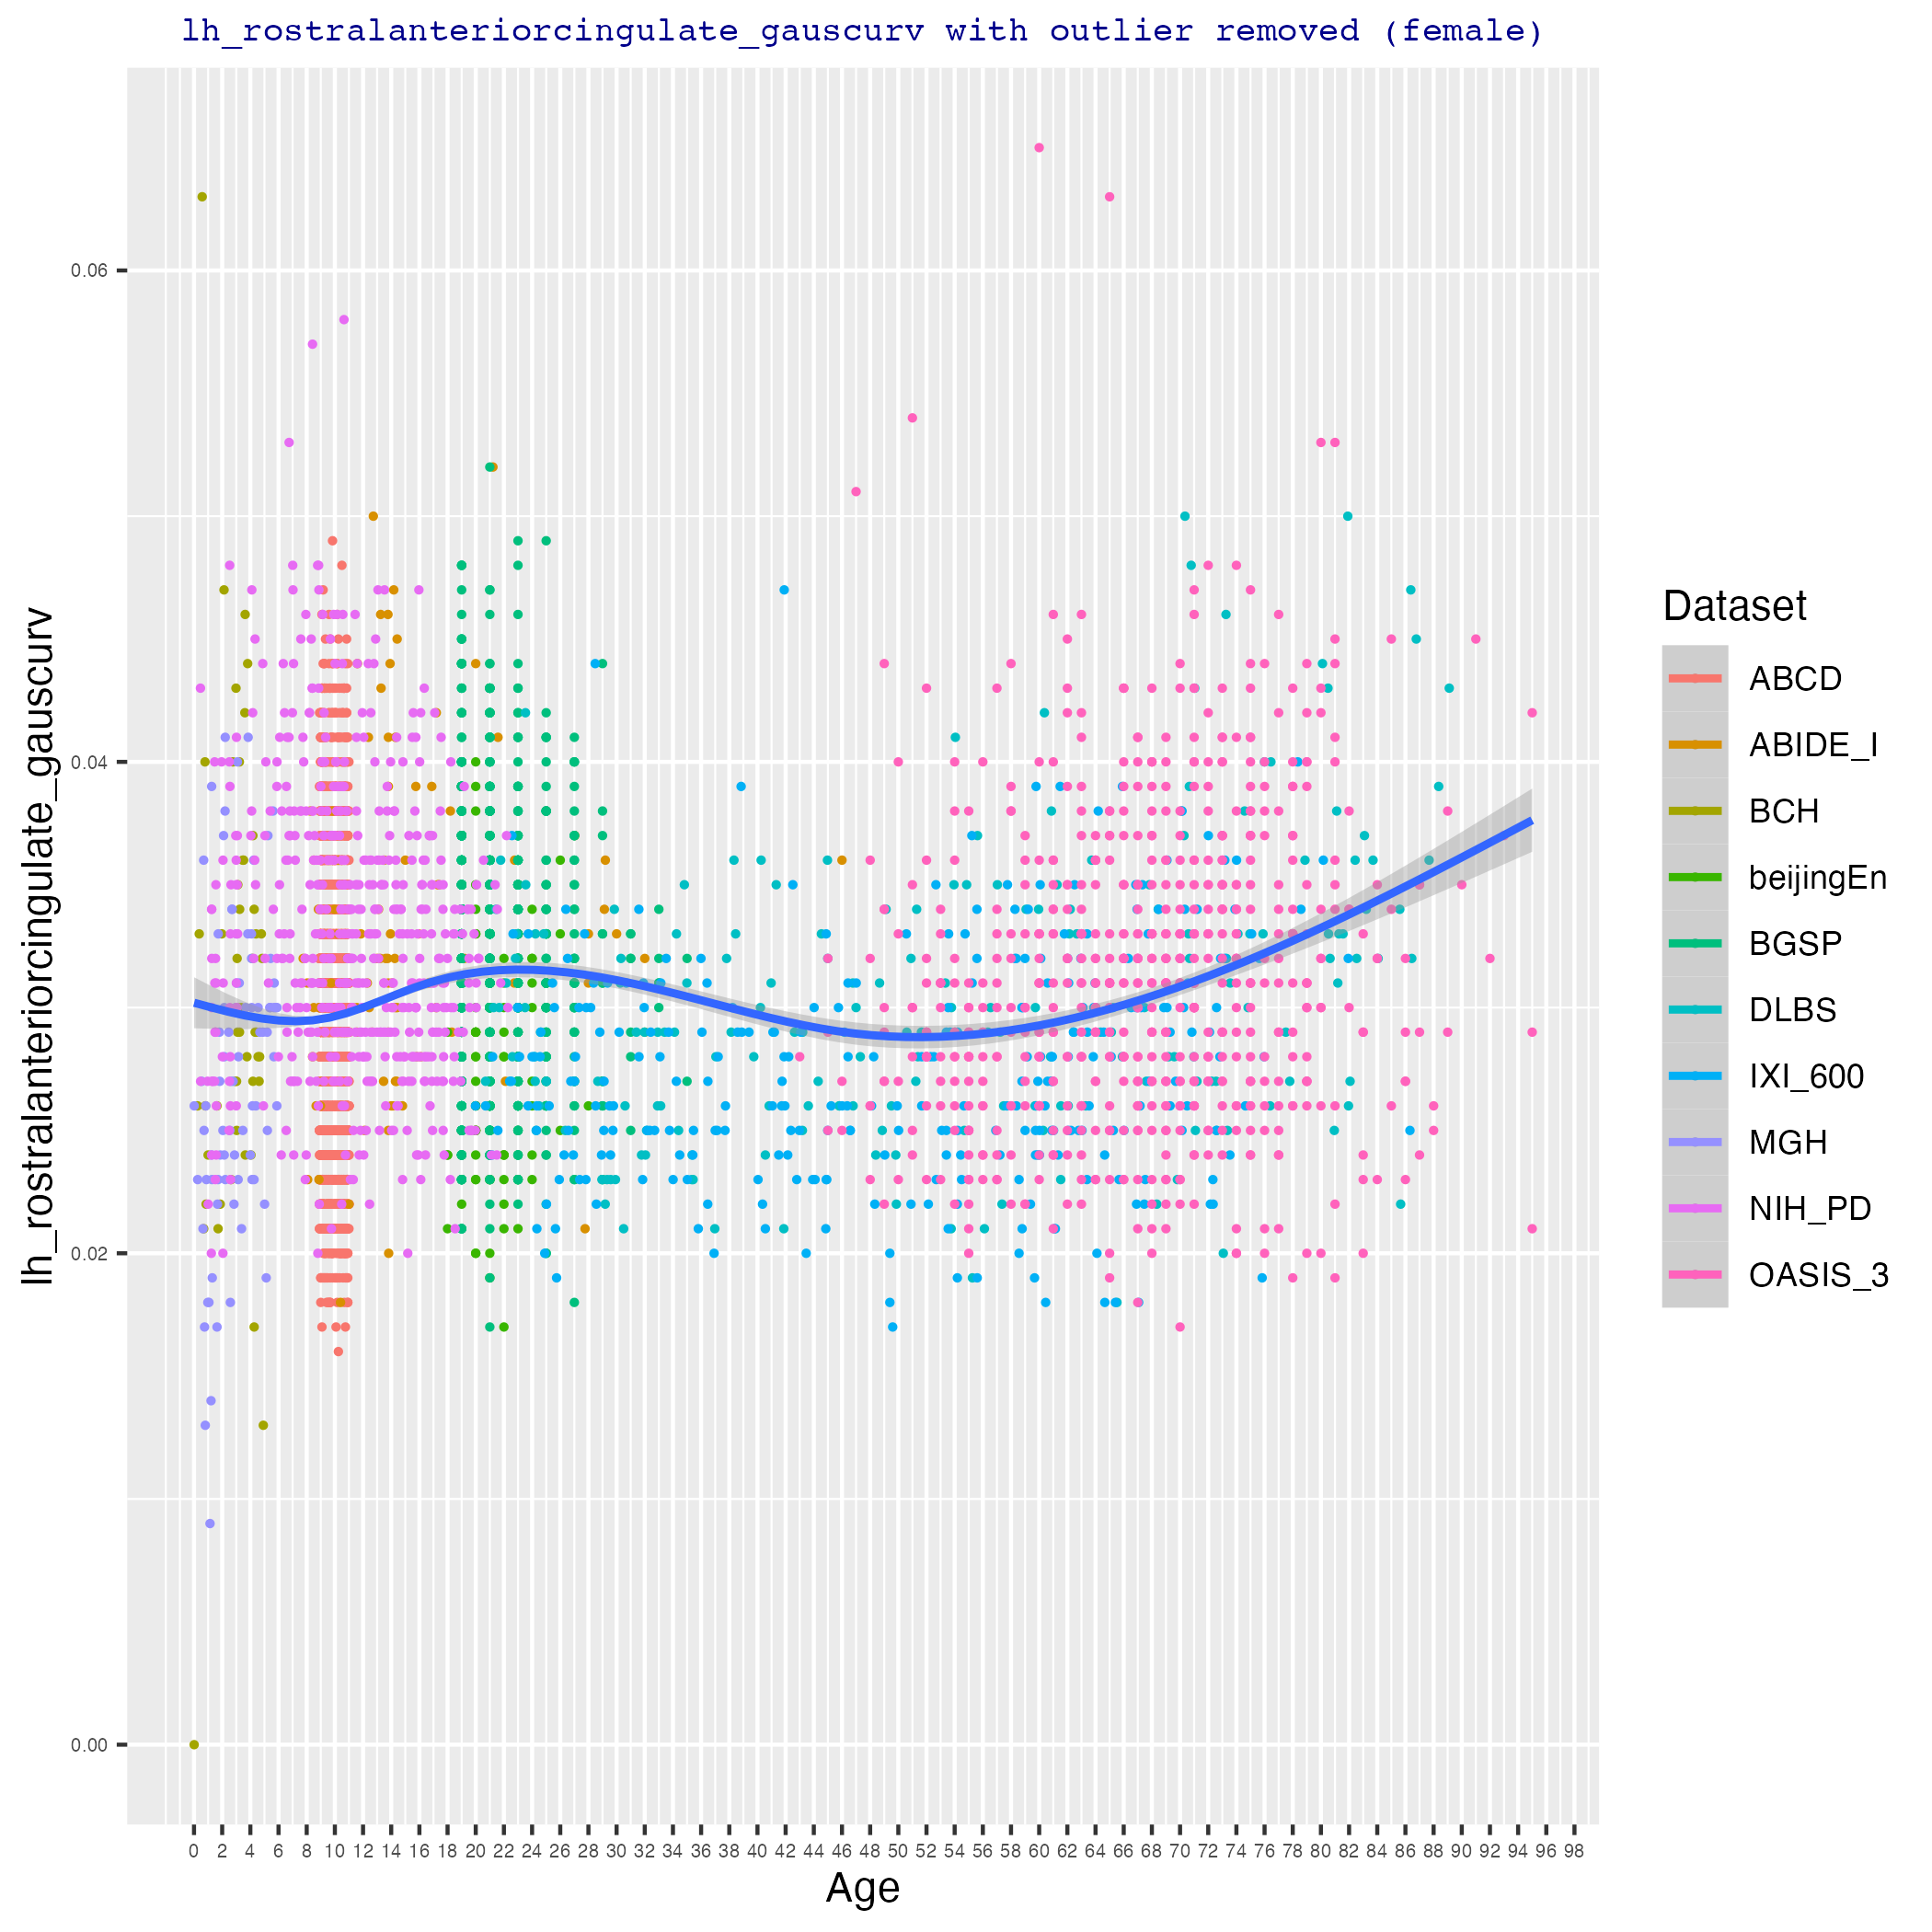 lh_rostralanteriorcingulate_gauscurv with outlier removed (female)
lh_rostralanteriorcingulate_gauscurv
0.06
0.04
0.02
0.00
0 2 4 6 8 10 12 14 16 18 20 22 24 26 28 30 32 34 36 38 40 42 44 46 48 50 52 54 56 58 60 62 64 66 68 70 72 74 76 78 80 82 84 86 88 90 92 94 96 98
Age
Dataset
ABCD
ABIDE_I
BCH
beijingEn
BGSP
DLBS
IXI_600
MGH
NIH_PD
OASIS_3